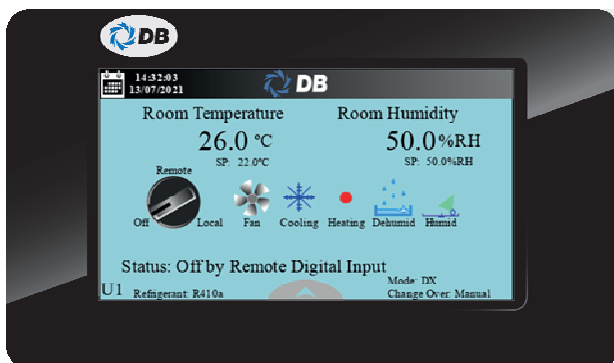 DB
14:32:03
13/07/2021
DB
Room Temperature
Room Humidity
26.0 °C
50.0%RH
SP: 22.0°C
SP: 50.0%RH
Remote
Off
Local
Fan
Cooling
Heating
Dehumid
Humid
Status: Off by Remote Digital Input
Mode: DX
U1
Refrigerant: R410a
Change Over: Manual